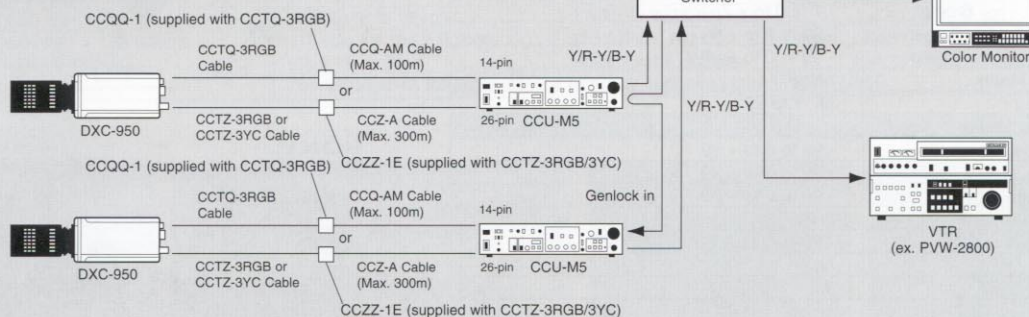 Switcher
CCQQ-1 (supplied with CCTQ-3RGB)
CCTQ-3RGB
Cable
CCQ-AM Cable
(Max. 100m)
14-pin
Y/R-Y/B-Y
Y/R-Y/B-Y
Color Monitor
or
DXC-950
CCTZ-3RGB or
CCTZ-3YC Cable
CCZ-A Cable
(Max. 300m)
26-pin
CCU-M5
Y/R-Y/B-Y
CCZZ-1E (supplied with CCTZ-3RGB/3YC)
CCQQ-1 (supplied with CCTQ-3RGB)
CCTQ-3RGB
Cable
CCQ-AM Cable
(Max. 100m)
14-pin
Genlock in
VTR
(ex. PVW-2800)
or
DXC-950
CCTZ-3RGB or
CCTZ-3YC Cable
CCZ-A Cable
(Max. 300m)
26-pin
CCU-M5
CCZZ-1E (supplied with CCTZ-3RGB/3YC)